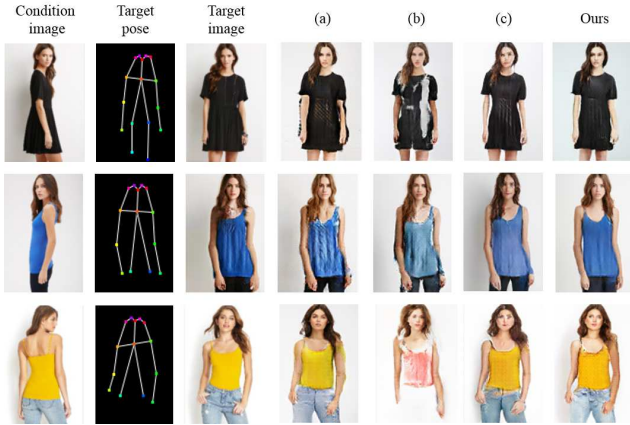 Condition
image
Target
pose
Target
image
(a)
(b)
(c)
Ours